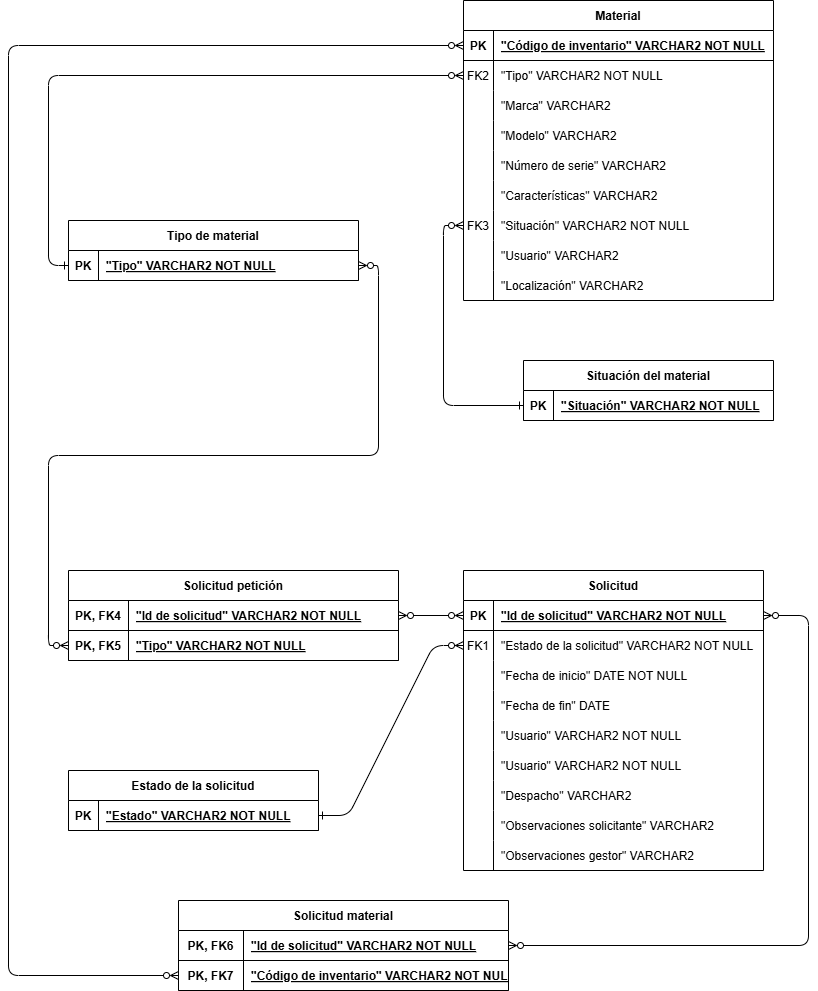 Material
PK "Código de inventario" VARCHAR2 NOT NULL
FK2 "Tipo" VARCHAR2 NOT NULL
"Marca" VARCHAR2
"Modelo" VARCHAR2
"Número de serie" VARCHAR2
"Características" VARCHAR2
FK3 "Situación" VARCHAR2 NOT NULL
"Usuario" VARCHAR2
"Localización" VARCHAR2
Tipo de material
PK "Tipo" VARCHAR2 NOT NULL
Situación del material
PK "Situación" VARCHAR2 NOT NULL
Solicitud petición
PK, FK4 "Id de solicitud" VARCHAR2 NOT NULL
PK, FK5 "Tipo" VARCHAR2 NOT NULL
Solicitud
PK "Id de solicitud" VARCHAR2 NOT NULL
FK1 "Estado de la solicitud" VARCHAR2 NOT NULL
"Fecha de inicio" DATE NOT NULL
"Fecha de fin" DATE
"Usuario" VARCHAR2 NOT NULL
"Usuario" VARCHAR2 NOT NULL
"Despacho" VARCHAR2
"Observaciones solicitante" VARCHAR2
"Observaciones gestor" VARCHAR2
Estado de la solicitud
PK "Estado" VARCHAR2 NOT NULL
Solicitud material
PK, FK6 "Id de solicitud" VARCHAR2 NOT NULL
PK, FK7 "Código de inventario" VARCHAR2 NOT NUL